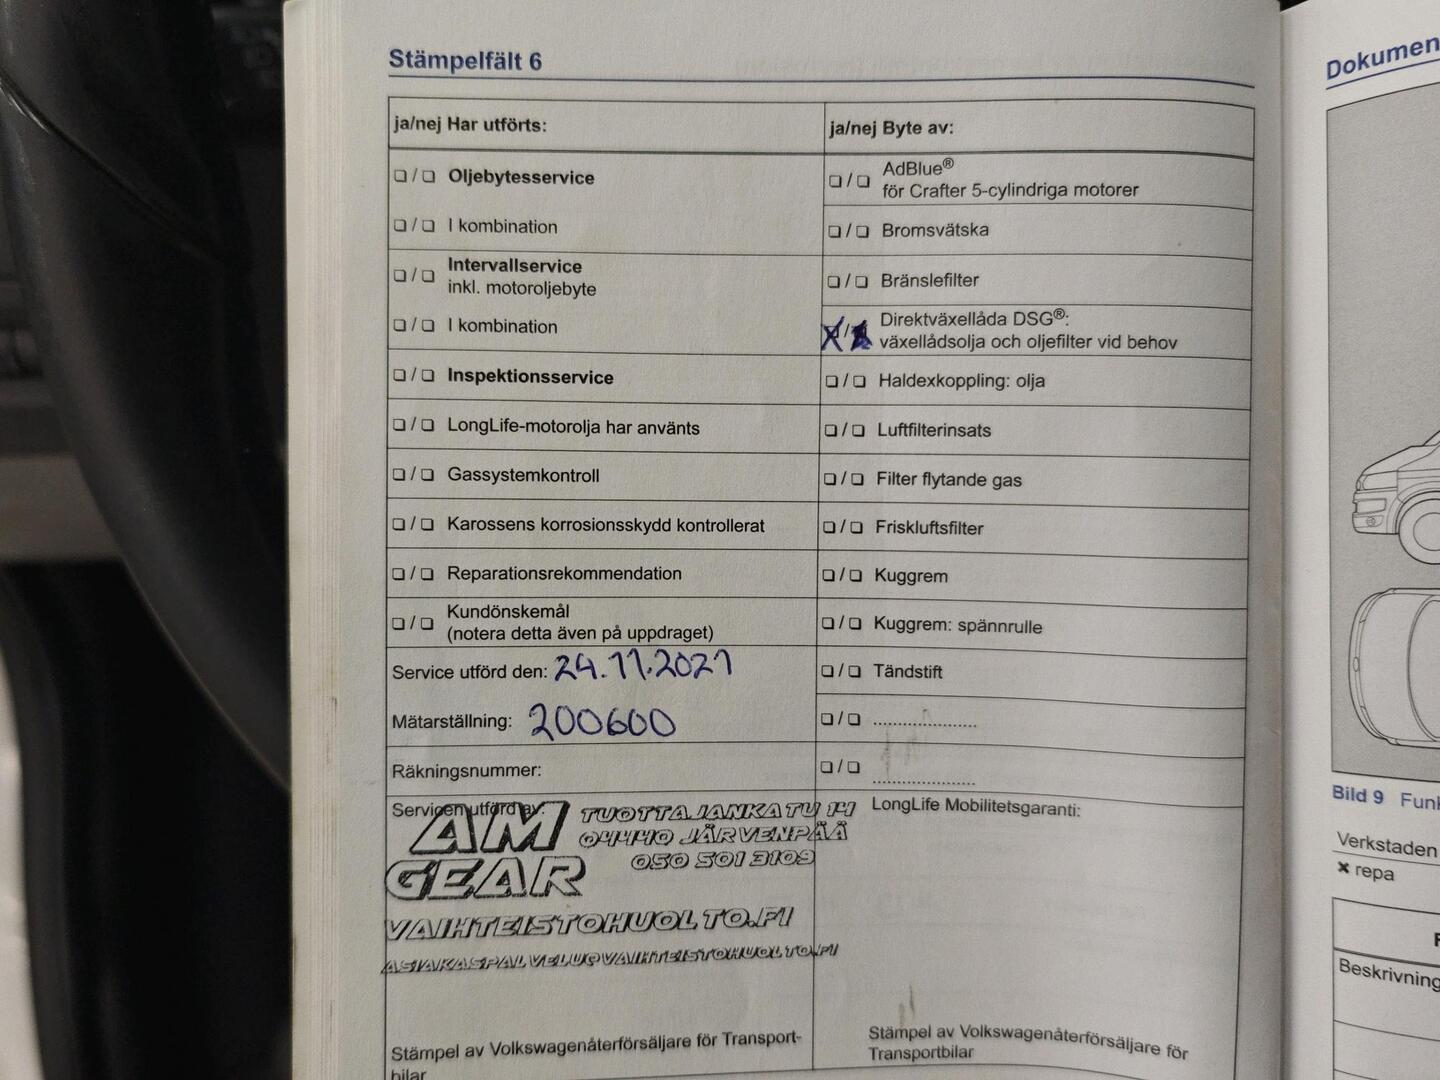 Stämpelfält 6
ja/nej Har utförts:
❑ / ❑ Oljebytesservice
❑ / ❑ I kombination
❑ / ❑ Intervallservice
inkl. motoroljebyte
❑ / ❑ I kombination
❑ / ❑ Inspektionsservice
❑ / ❑ LongLife-motorolja har använts
❑ / ❑ Gassystemkontroll
❑ / ❑ Karossens korrosionsskydd kontrollerat
❑ / ❑ Reparationsrekommendation
❑ / ❑ Kundönskemål
(notera detta även på uppdraget)
Service utförd den: 24.11.2021
Mätarställning: 200600
Räkningsnummer:
Servicen utförd av:
AM
GEAR
TUOTTAJANKATU 14
04440 JÄRVENPÄÄ
050 501 3109
VAIHTEISTOHUOLTO.FI
ASIAKASPALVELU@VAIHTEISTOHUOLTO.FI
Stämpel av Volkswagenåterförsäljare för Transport-
bilar
ja/nej Byte av:
❑ / ❑ AdBlue®
för Crafter 5-cylindriga motorer
❑ / ❑ Bromsvätska
❑ / ❑ Bränslefilter
X / Direktväxellåda DSG®:
växellådsolja och oljefilter vid behov
❑ / ❑ Haldexkoppling: olja
❑ / ❑ Luftfilterinsats
❑ / ❑ Filter flytande gas
❑ / ❑ Friskluftsfilter
❑ / ❑ Kuggrem
❑ / ❑ Kuggrem: spännrulle
❑ / ❑ Tändstift
❑ / ❑ ....................
❑ / ❑ ....................
LongLife Mobilitetsgaranti:
Stämpel av Volkswagenåterförsäljare för
Transportbilar
Dokumen
Bild 9 Funk
Verkstaden
✖ repa
F
Beskrivning